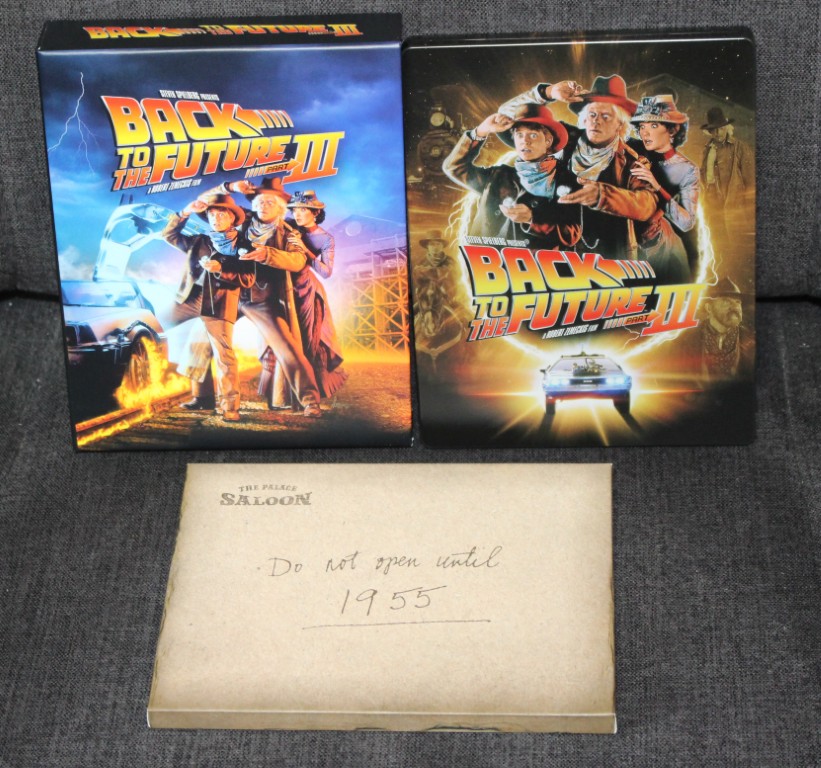 BACK TO THE FUTURE PART III
STEVEN SPIELBERG PRESENTS
BACK
TO THE FUTURE
PART III
A ROBERT ZEMECKIS FILM
STEVEN SPIELBERG PRESENTS
BACK
TO THE FUTURE
PART III
A ROBERT ZEMECKIS FILM
THE PALACE
SALOON
Do not open until
1955